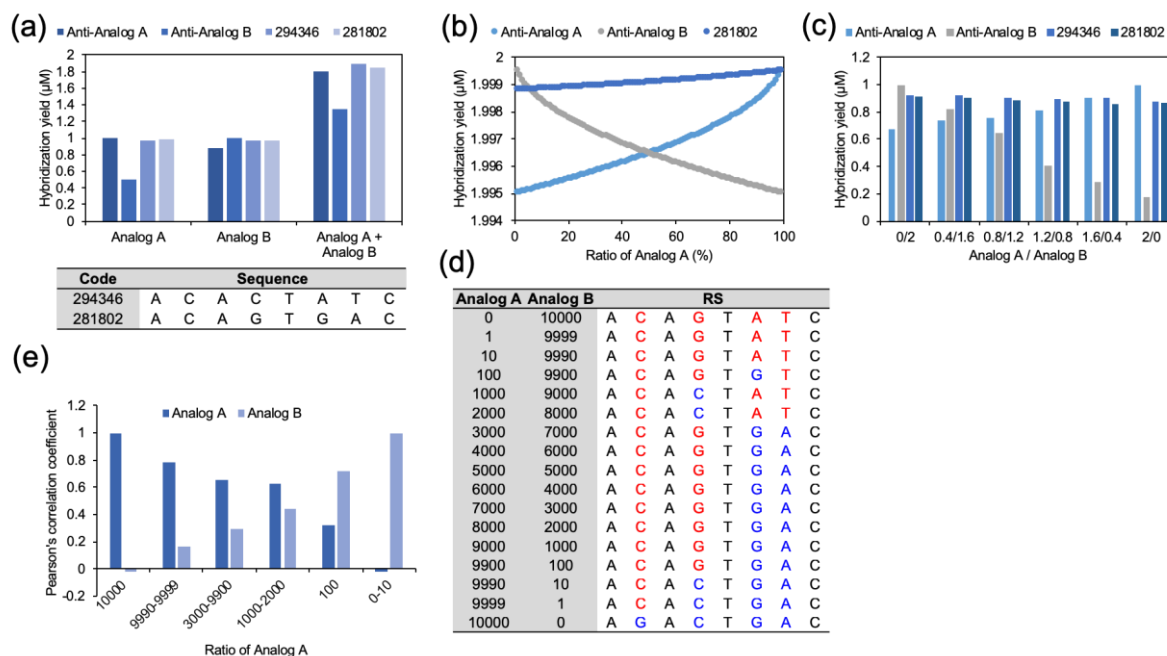 (a)
Anti-Analog A Anti-Analog B 294346 281802
Hybridization yield (μM)
2
1.8
1.6
1.4
1.2
1
0.8
0.6
0.4
0.2
0
Analog A Analog B Analog A +
Analog B
Code Sequence
294346 A C A C T A T C
281802 A C A G T G A C
(b)
Anti-Analog A Anti-Analog B 281802
Hybridization yield (μM)
2
1.999
1.998
1.997
1.996
1.995
1.994
0 20 40 60 80 100
Ratio of Analog A (%)
(c)
Anti-Analog A Anti-Analog B 294346 281802
Hybridization yield (μM)
1.2
1
0.8
0.6
0.4
0.2
0
0/2 0.4/1.6 0.8/1.2 1.2/0.8 1.6/0.4 2/0
Analog A / Analog B
(d)
Analog A Analog B RS
0 10000 A C A G T A T C
1 9999 A C A G T A T C
10 9990 A C A G T A T C
100 9900 A C A G T G T C
1000 9000 A C A C T A T C
2000 8000 A C A C T A T C
3000 7000 A C A G T G A C
4000 6000 A C A G T G A C
5000 5000 A C A G T G A C
6000 4000 A C A G T G A C
7000 3000 A C A G T G A C
8000 2000 A C A G T G A C
9000 1000 A C A G T G A C
9900 100 A C A G T G A C
9990 10 A C A C T G A C
9999 1 A C A C T G A C
10000 0 A G A C T G A C
(e)
Analog A Analog B
Pearson's correlation coefficient
1.2
1
0.8
0.6
0.4
0.2
0
-0.2
10000 9990-9999 3000-9900 1000-2000 100 0-10
Ratio of Analog A